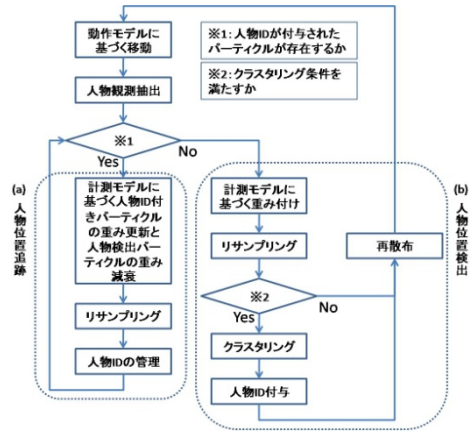 動作モデルに
基づく移動
※1：人物IDが付与された
パーティクルが存在するか
※2：クラスタリング条件を
満たすか
人物観測抽出
※1
Yes
No
(a)
人物位置追跡
計測モデルに
基づく人物ID付
きパーティクル
の重み更新と
人物検出パー
ティクルの重み
減衰
リサンプリング
人物IDの管理
計測モデルに
基づく重み付け
リサンプリング
※2
Yes
No
クラスタリング
人物ID付与
再散布
(b)
人物位置検出